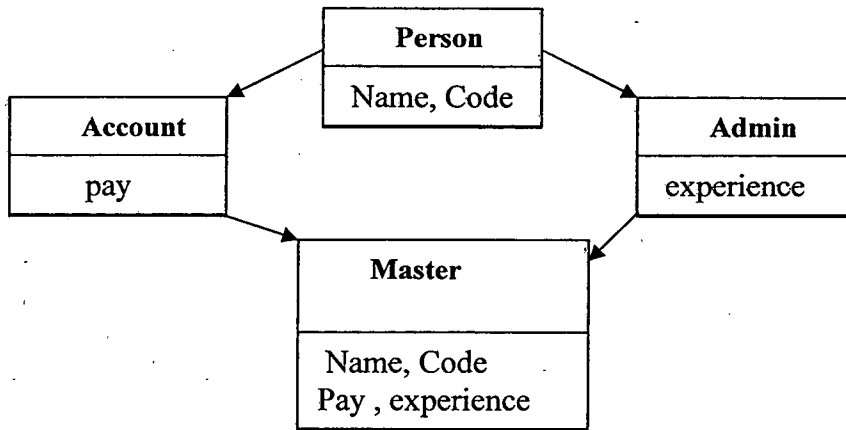 Person
Name, Code
Account
pay
Admin
experience
Master
Name, Code
Pay , experience